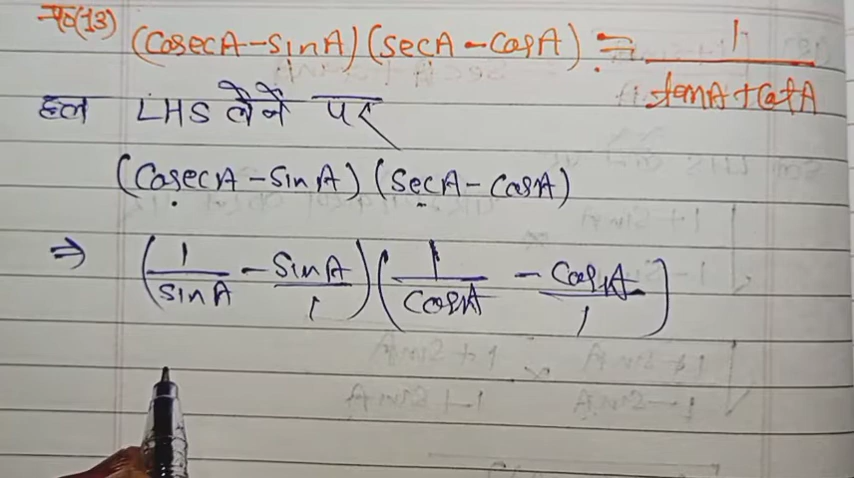 प्र०(13) (CosecA-SinA)(SecA-CosA) = 1/(tanA+CotA)
हल LHS लेने पर
(CosecA-SinA)(SecA-CosA)
⇒ (1/SinA - SinA/1)(1/CosA - CosA/1)